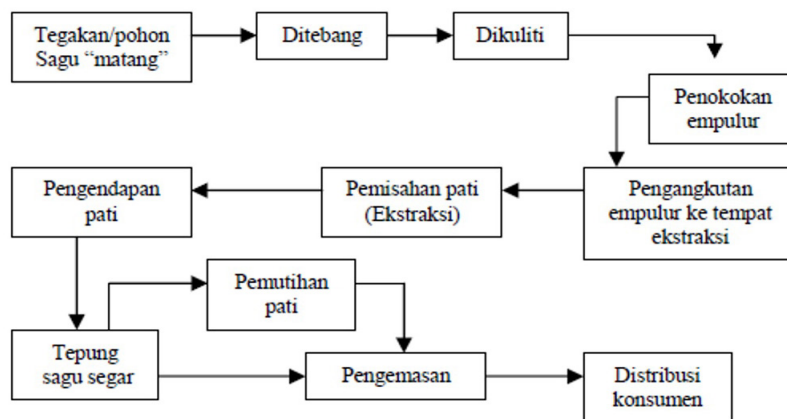 Tegakan/pohon
Sagu “matang”
Ditebang
Dikuliti
Penokokan
empulur
Pengangkutan
empulur ke tempat
ekstraksi
Pemisahan pati
(Ekstraksi)
Pengendapan
pati
Tepung
sagu segar
Pemutihan
pati
Pengemasan
Distribusi
konsumen